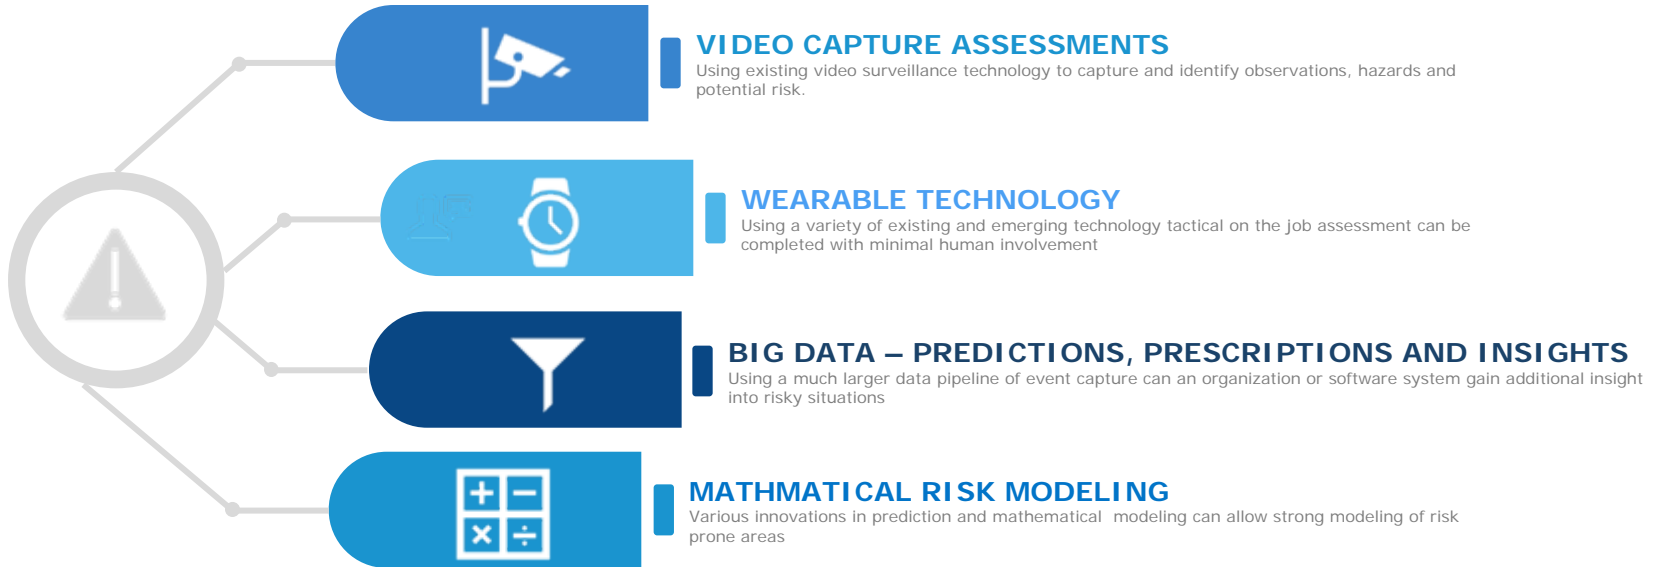 VIDEO CAPTURE ASSESSMENTS
Using existing video surveillance technology to capture and identify observations, hazards and
potential risk.
WEARABLE TECHNOLOGY
Using a variety of existing and emerging technology tactical on the job assessment can be
completed with minimal human involvement
BIG DATA – PREDICTIONS, PRESCRIPTIONS AND INSIGHTS
Using a much larger data pipeline of event capture can an organization or software system gain additional insight
into risky situations
MATHMATICAL RISK MODELING
Various innovations in prediction and mathematical  modeling can allow strong modeling of risk
prone areas